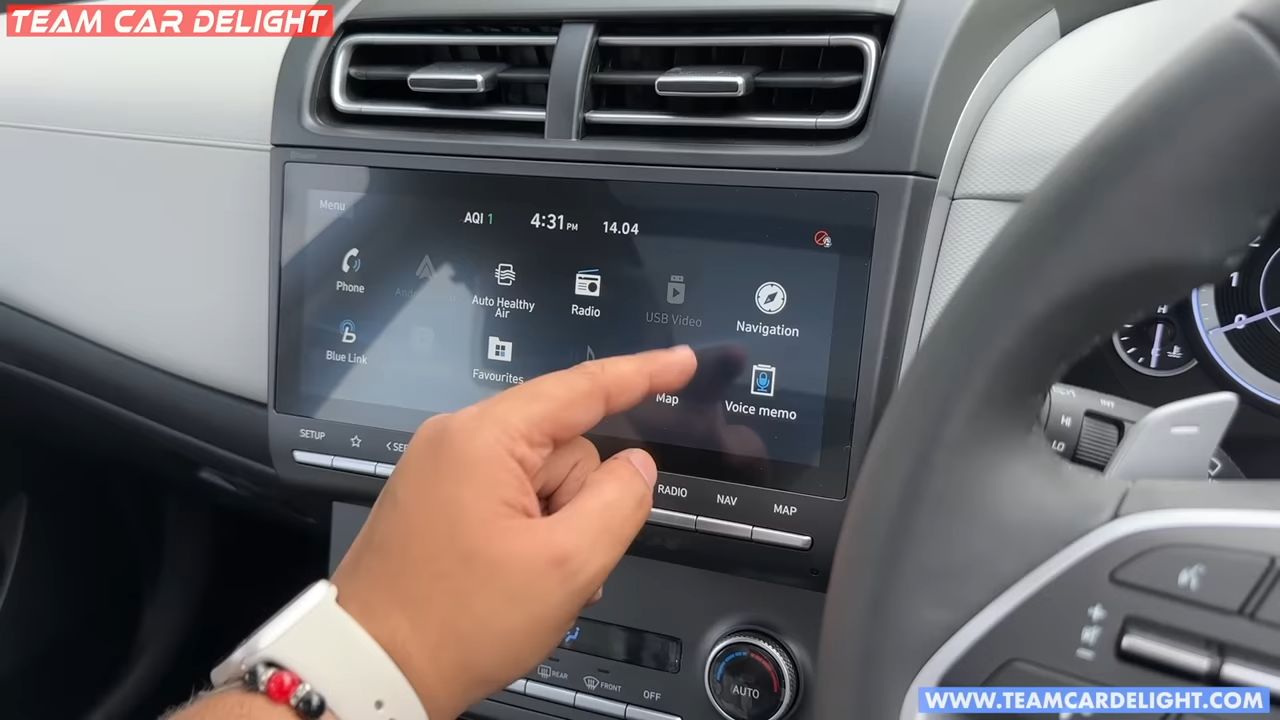 TEAM CAR DELIGHT
Menu
AQI 1
4:31 PM
14.04
Phone
Auto Healthy
Air
Radio
USB Video
Navigation
Blue Link
Favourites
Map
Voice memo
SETUP
RADIO
NAV
MAP
HI
LO
INT
H
1
REAR
FRONT
OFF
AUTO
WWW.TEAMCARDELIGHT.COM